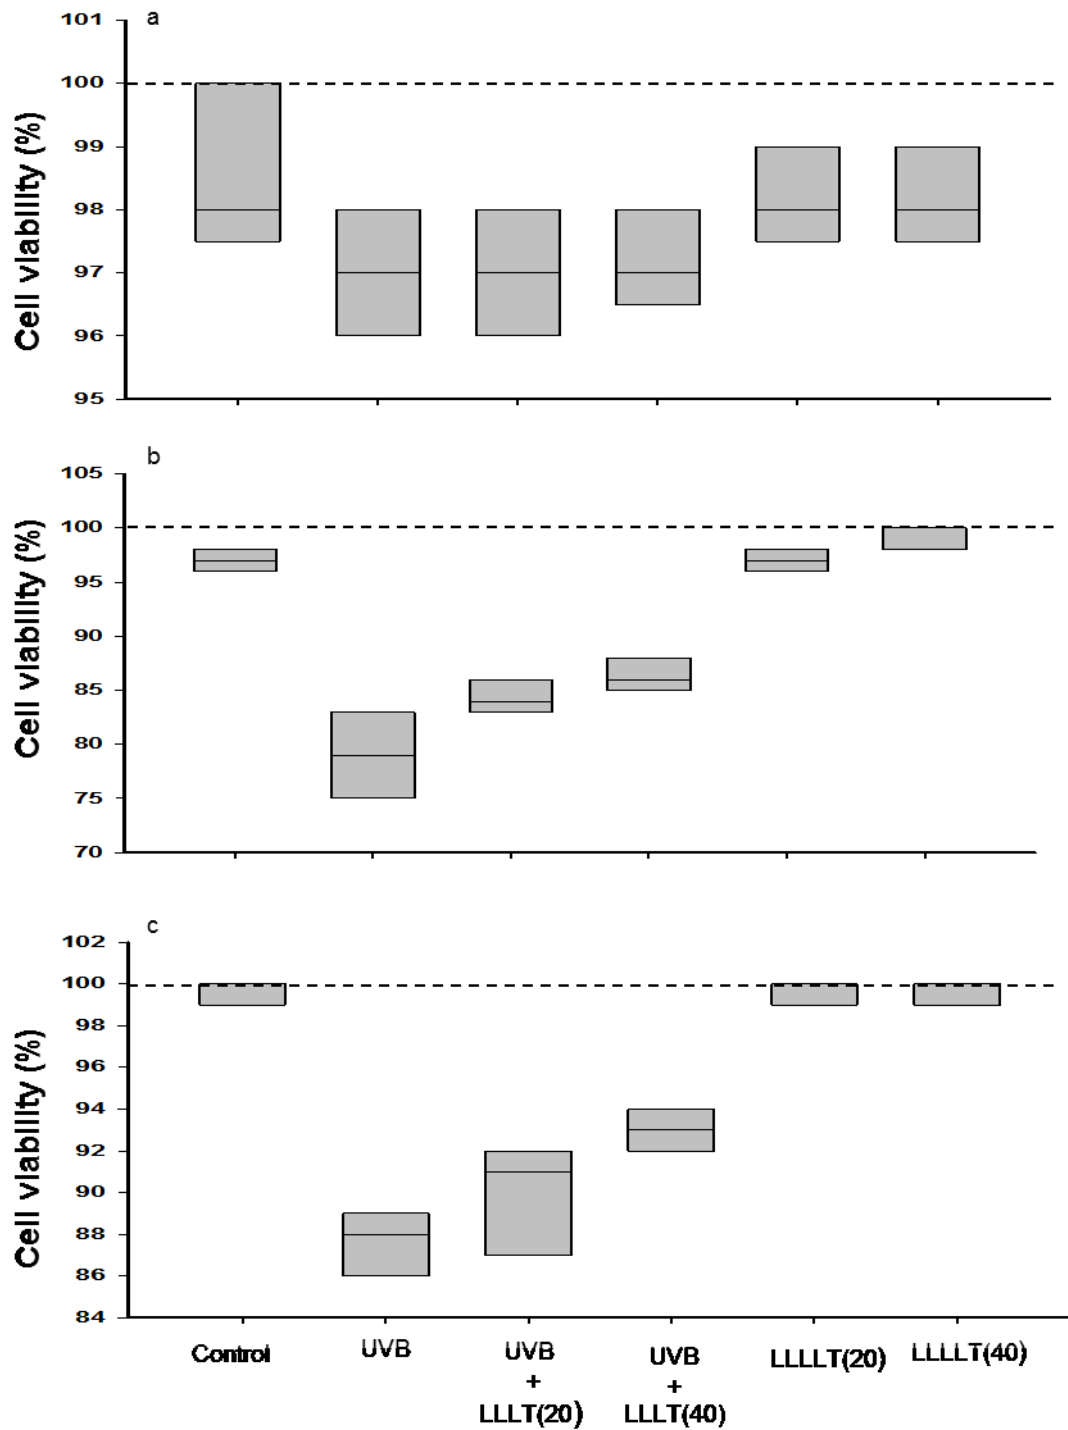 a
101
100
99
98
97
96
95
Cell viability (%)
b
105
100
95
90
85
80
75
70
Cell viability (%)
c
102
100
98
96
94
92
90
88
86
84
Cell viability (%)
Control
UVB
UVB
+
LLLT(20)
UVB
+
LLLT(40)
LLLLT(20)
LLLLT(40)